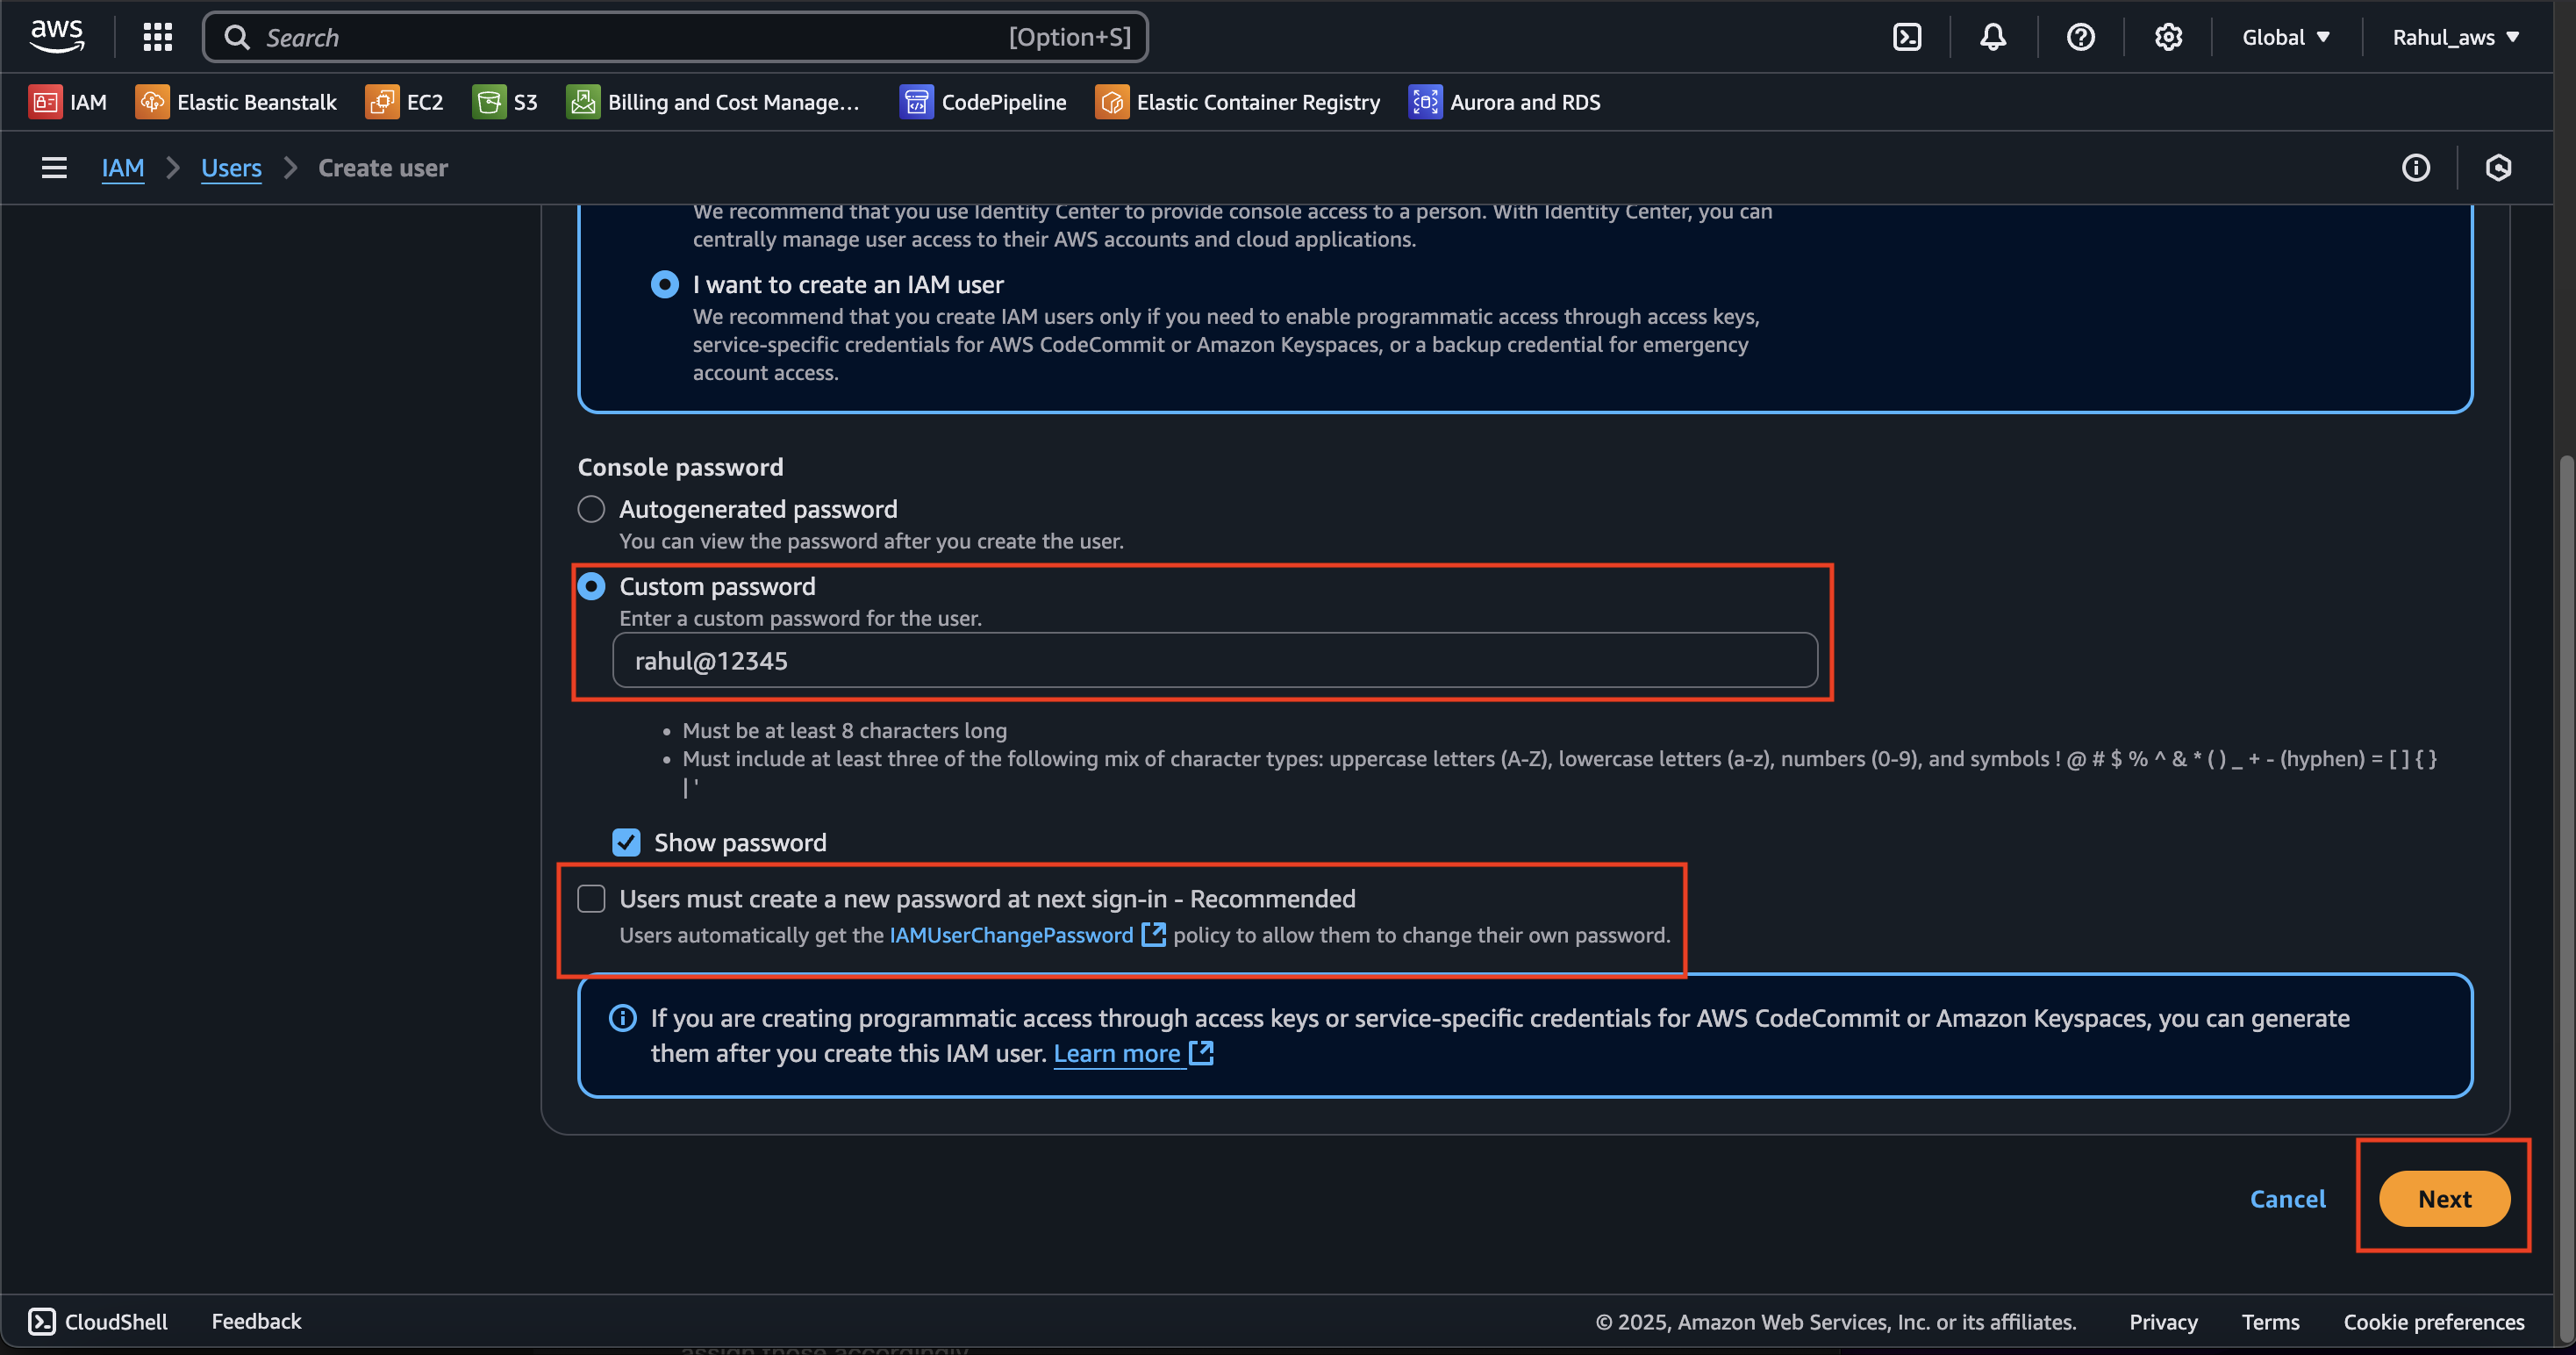 aws
Search [Option+S]
Global Rahul_aws
IAM Elastic Beanstalk EC2 S3 Billing and Cost Manage... CodePipeline Elastic Container Registry Aurora and RDS
IAM Users Create user
We recommend that you use Identity Center to provide console access to a person. With Identity Center, you can
centrally manage user access to their AWS accounts and cloud applications.
I want to create an IAM user
We recommend that you create IAM users only if you need to enable programmatic access through access keys,
service-specific credentials for AWS CodeCommit or Amazon Keyspaces, or a backup credential for emergency
account access.
Console password
Autogenerated password
You can view the password after you create the user.
Custom password
Enter a custom password for the user.
rahul@12345
• Must be at least 8 characters long
• Must include at least three of the following mix of character types: uppercase letters (A-Z), lowercase letters (a-z), numbers (0-9), and symbols ! @ # $ % ^ & * ( ) _ + - (hyphen) = [ ] { }
| '
Show password
Users must create a new password at next sign-in - Recommended
Users automatically get the IAMUserChangePassword policy to allow them to change their own password.
If you are creating programmatic access through access keys or service-specific credentials for AWS CodeCommit or Amazon Keyspaces, you can generate
them after you create this IAM user. Learn more
Cancel Next
CloudShell Feedback © 2025, Amazon Web Services, Inc. or its affiliates. Privacy Terms Cookie preferences
assign those accordingly